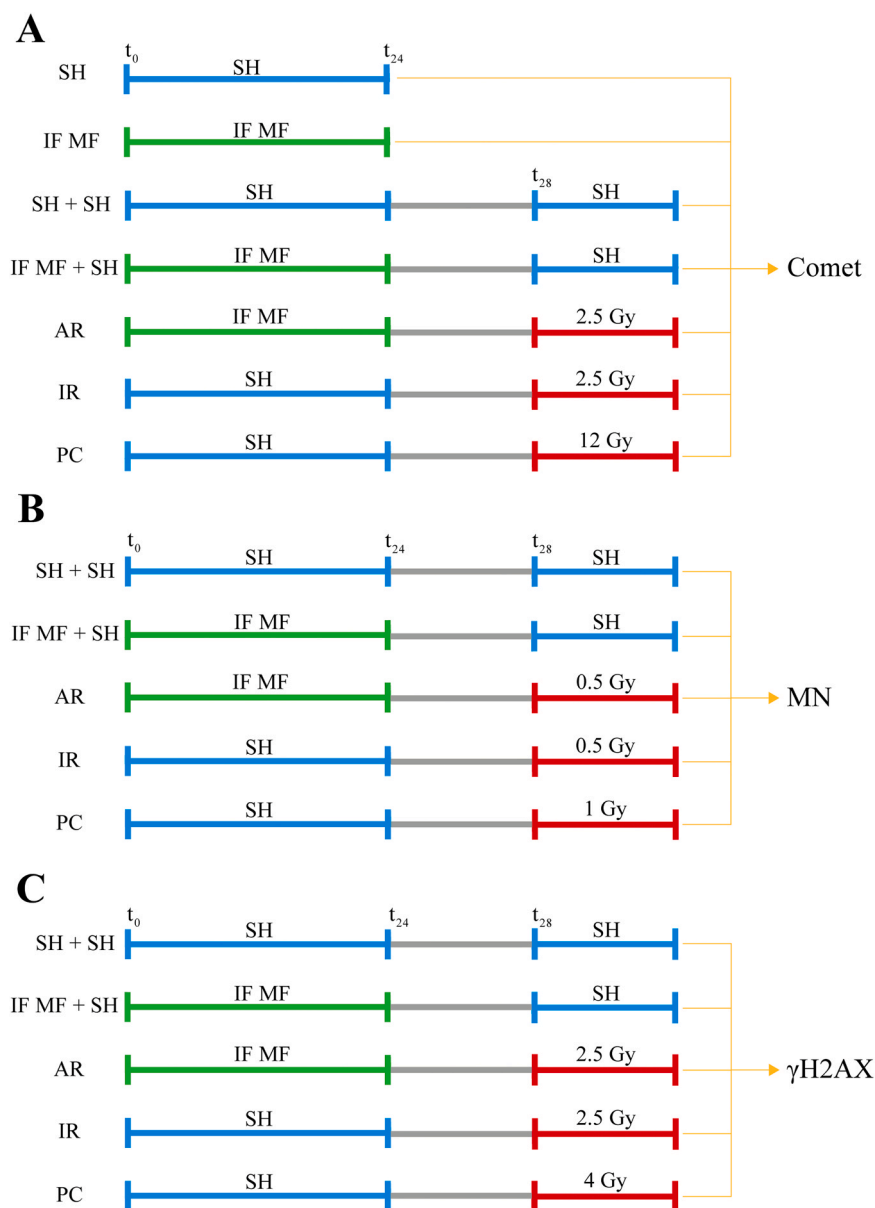 A
t0 t24
SH SH
IF MF IF MF
t28
SH + SH SH SH
IF MF + SH IF MF SH
Comet
AR IF MF 2.5 Gy
IR SH 2.5 Gy
PC SH 12 Gy
B
t0 t24 t28
SH + SH SH SH
IF MF + SH IF MF SH
AR IF MF 0.5 Gy
MN
IR SH 0.5 Gy
PC SH 1 Gy
C
t0 t24 t28
SH + SH SH SH
IF MF + SH IF MF SH
AR IF MF 2.5 Gy
γH2AX
IR SH 2.5 Gy
PC SH 4 Gy